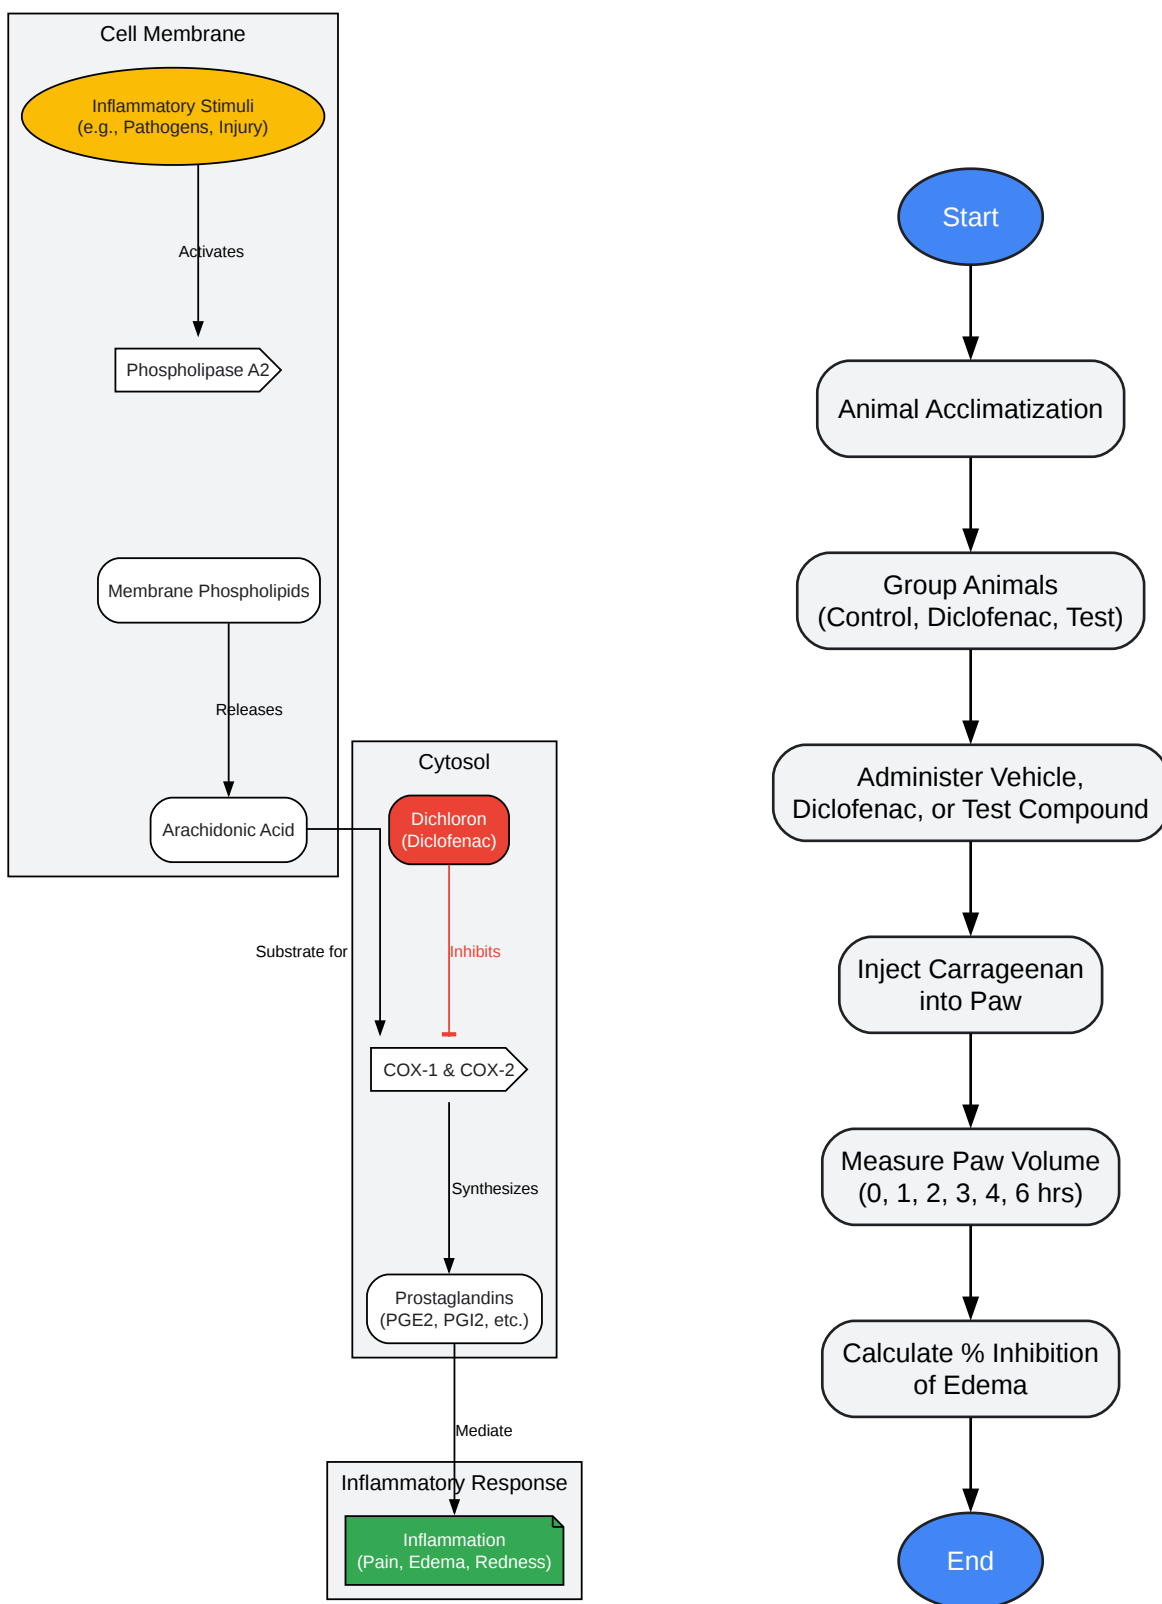 Cell Membrane
Inflammatory Stimuli
(e.g., Pathogens, Injury)
Activates
Phospholipase A2
Membrane Phospholipids
Releases
Arachidonic Acid
Cytosol
Dichloron
(Diclofenac)
Substrate for
Inhibits
COX-1 & COX-2
Synthesizes
Prostaglandins
(PGE2, PGI2, etc.)
Mediate
Inflammatory Response
Inflammation
(Pain, Edema, Redness)
Start
Animal Acclimatization
Group Animals
(Control, Diclofenac, Test)
Administer Vehicle,
Diclofenac, or Test Compound
Inject Carrageenan
into Paw
Measure Paw Volume
(0, 1, 2, 3, 4, 6 hrs)
Calculate % Inhibition
of Edema
End